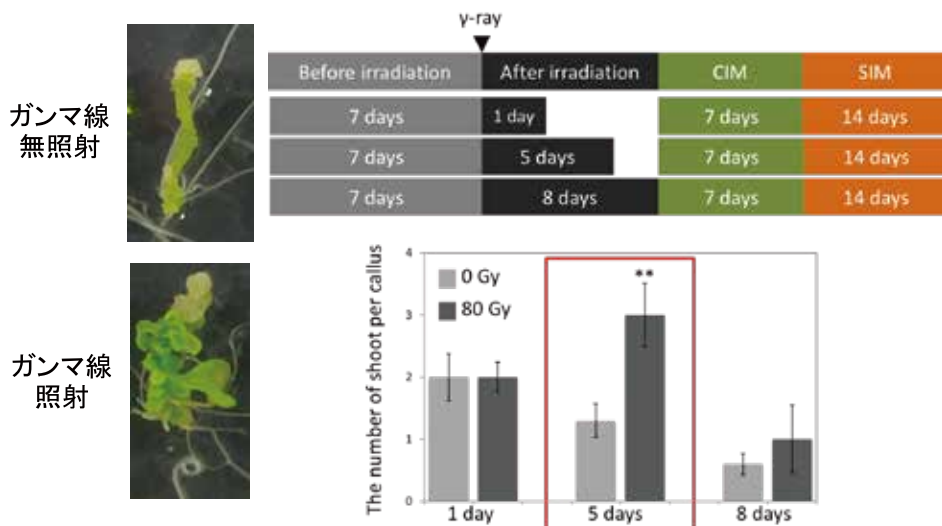 γ-ray
Before irradiation After irradiation CIM SIM
7 days 1 day 7 days 14 days
7 days 5 days 7 days 14 days
7 days 8 days 7 days 14 days
ガンマ線
無照射
ガンマ線
照射
The number of shoot per callus
4
3
2
1
0
0 Gy
80 Gy
**
1 day 5 days 8 days